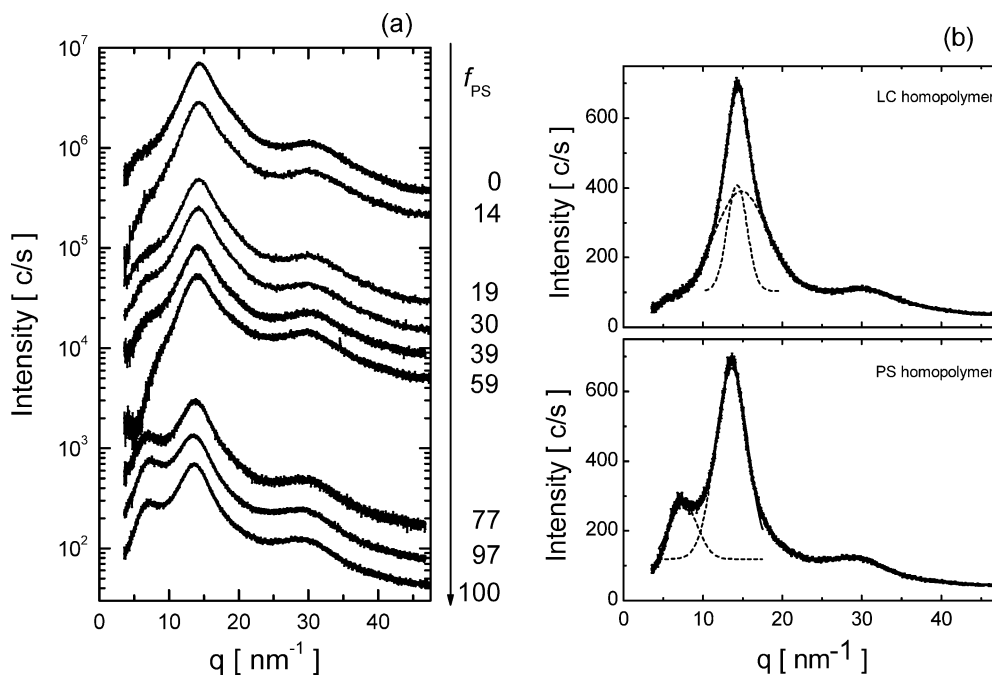 (a)
Intensity [ c/s ]
10^7
10^6
10^5
10^4
10^3
10^2
0 10 20 30 40
q [ nm^-1 ]
f_PS
0
14
19
30
39
59
77
97
100
(b)
LC homopolymer
Intensity [ c/s ]
600
400
200
0
PS homopolymer
Intensity [ c/s ]
600
400
200
0
0 10 20 30 40
q [ nm^-1 ]